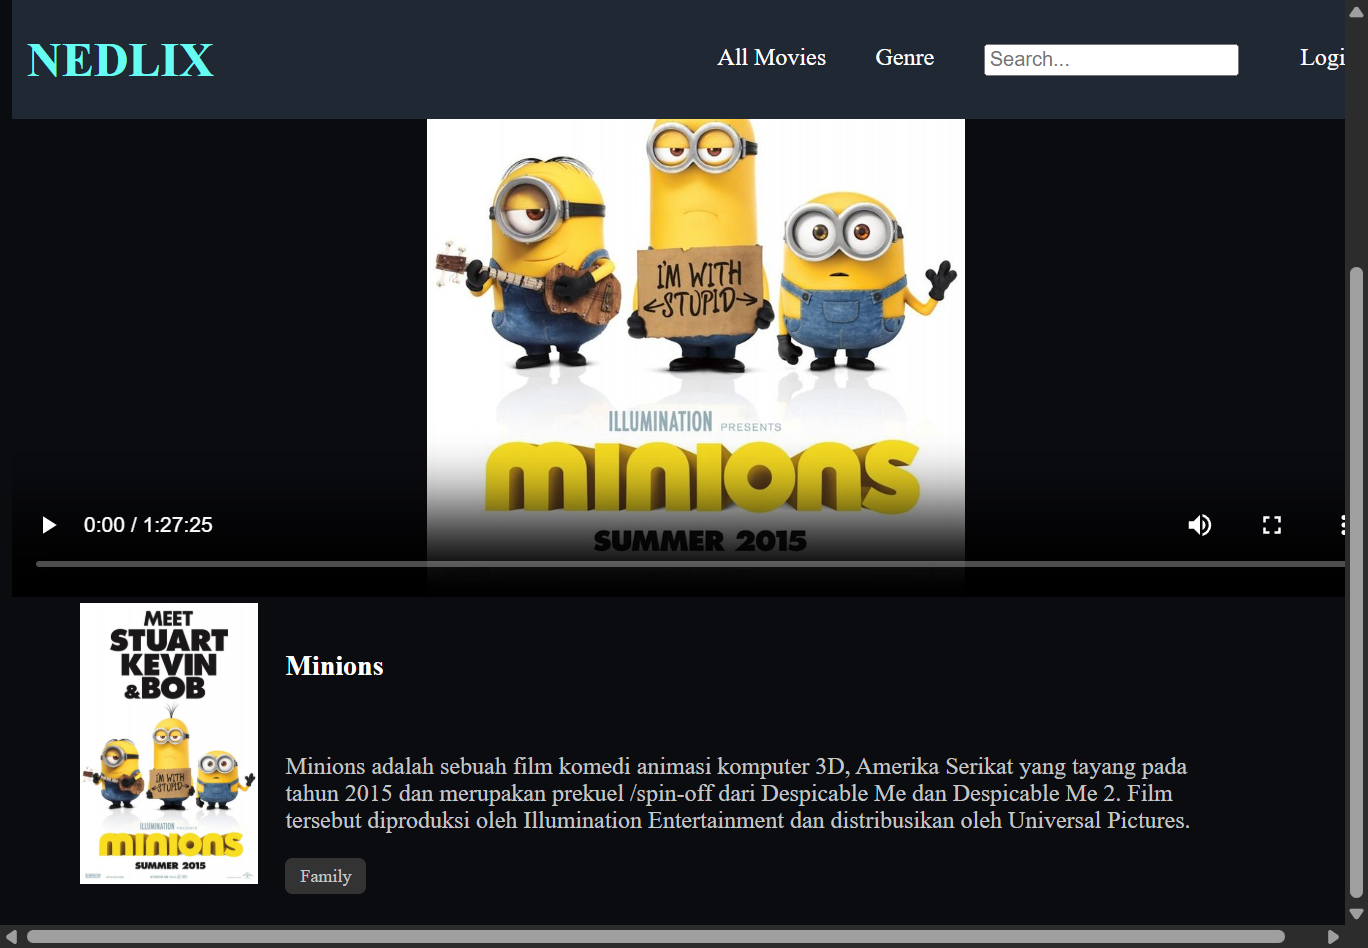 NEDLIX
All Movies
Genre
Search...
Logi
I'M WITH
STUPID
ILLUMINATION PRESENTS
MINIONS
SUMMER 2015
0:00 / 1:27:25
MEET
STUART
KEVIN
& BOB
I'M WITH
STUPID
ILLUMINATION PRESENTS
MINIONS
SUMMER 2015
Minions
Minions adalah sebuah film komedi animasi komputer 3D, Amerika Serikat yang tayang pada
tahun 2015 dan merupakan prekuel /spin-off dari Despicable Me dan Despicable Me 2. Film
tersebut diproduksi oleh Illumination Entertainment dan distribusikan oleh Universal Pictures.
Family